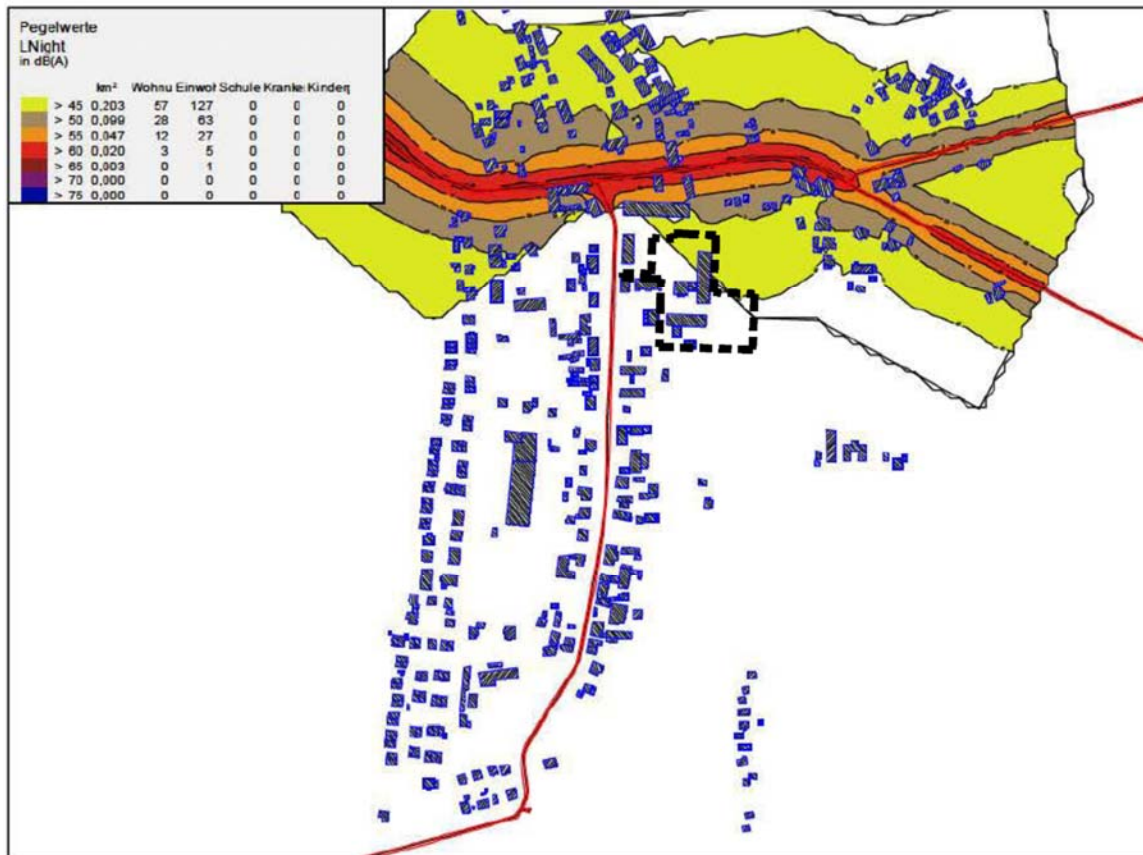 Pegelwerte
LNight
in dB(A)
km² Wohnu Einwoh Schule Kranke Kinderg
> 45 0,203 57 127 0 0 0
> 50 0,099 28 63 0 0 0
> 55 0,047 12 27 0 0 0
> 60 0,020 3 5 0 0 0
> 65 0,003 0 1 0 0 0
> 70 0,000 0 0 0 0 0
> 75 0,000 0 0 0 0 0